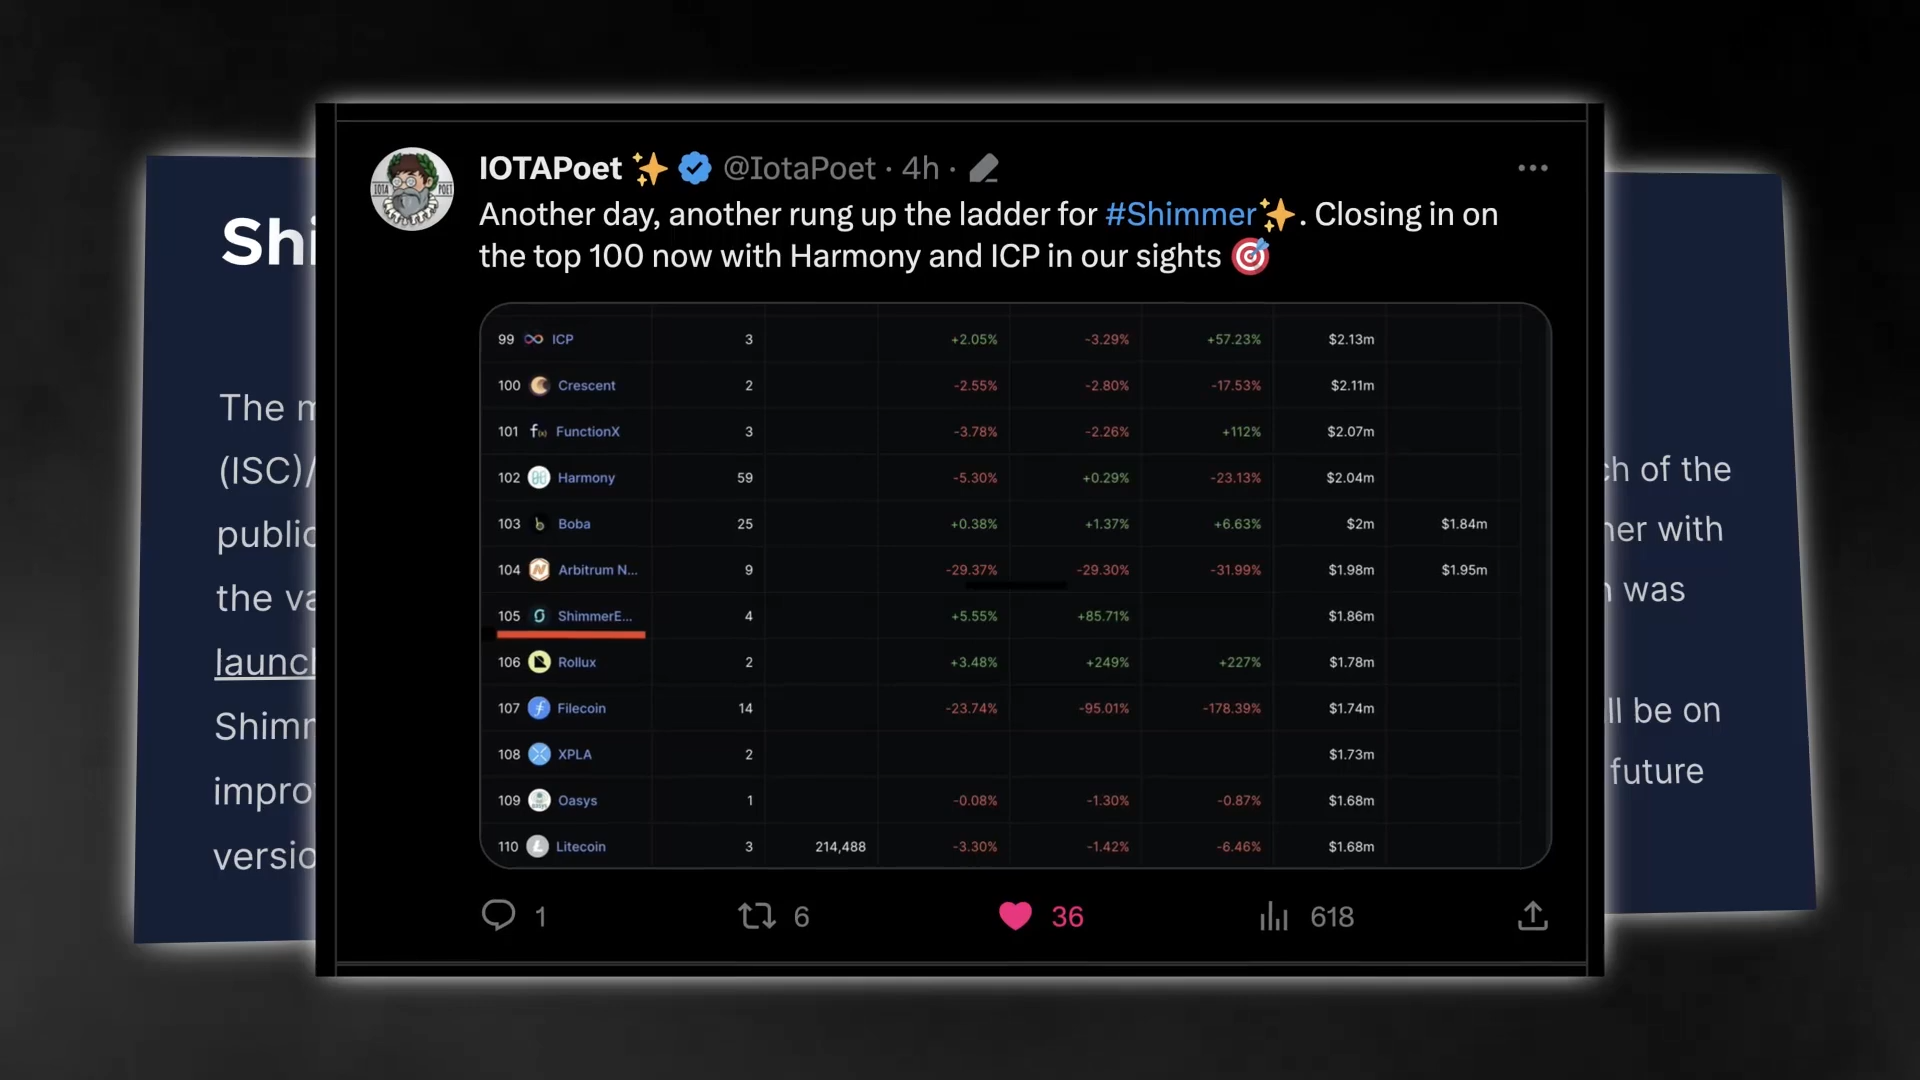 IOTAPoet @IotaPoet · 4h ·
Another day, another rung up the ladder for #Shimmer. Closing in on
the top 100 now with Harmony and ICP in our sights
99 ICP 3 +2.05% -3.29% +57.23% $2.13m
100 Crescent 2 -2.55% -2.80% -17.53% $2.11m
101 FunctionX 3 -3.78% -2.26% +112% $2.07m
102 Harmony 59 -5.30% +0.29% -23.13% $2.04m
103 Boba 25 +0.38% +1.37% +6.63% $2m $1.84m
104 Arbitrum N... 9 -29.37% -29.30% -31.99% $1.98m $1.95m
105 ShimmerE... 4 +5.55% +85.71% $1.86m
106 Rollux 2 +3.48% +249% +227% $1.78m
107 Filecoin 14 -23.74% -95.01% -178.39% $1.74m
108 XPLA 2 $1.73m
109 Oasys 1 -0.08% -1.30% -0.87% $1.68m
110 Litecoin 3 214,488 -3.30% -1.42% -6.46% $1.68m
1 6 36 618
Shi
The m
(ISC)/
public
the va
launch
Shimm
impro
versio
ch of the
her with
n was
ll be on
future